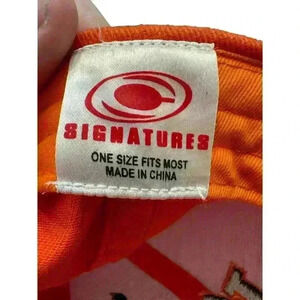 SIGNATURES
ONE SIZE FITS MOST
MADE IN CHINA